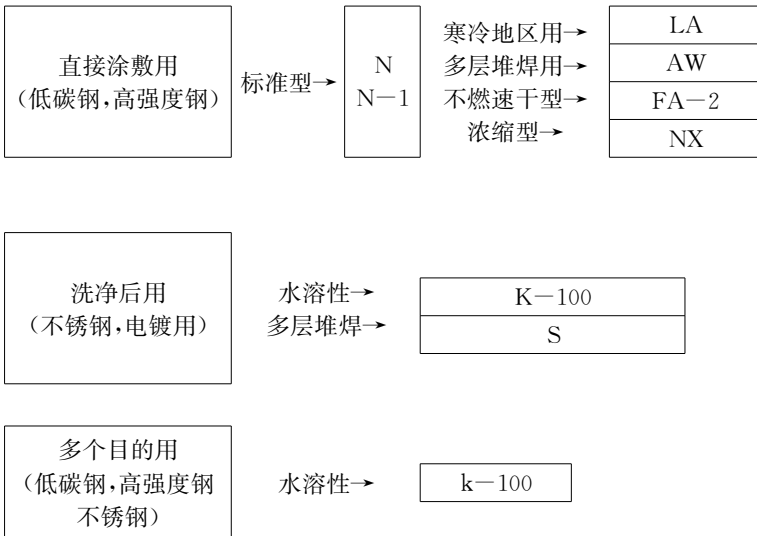 直接涂敷用
(低碳钢,高强度钢)
标准型→
N
N-1
寒冷地区用→
多层堆焊用→
不燃速干型→
浓缩型→
LA
AW
FA-2
NX
洗净后用
(不锈钢,电镀用)
水溶性→
多层堆焊→
K-100
S
多个目的用
(低碳钢,高强度钢
不锈钢)
水溶性→
k-100